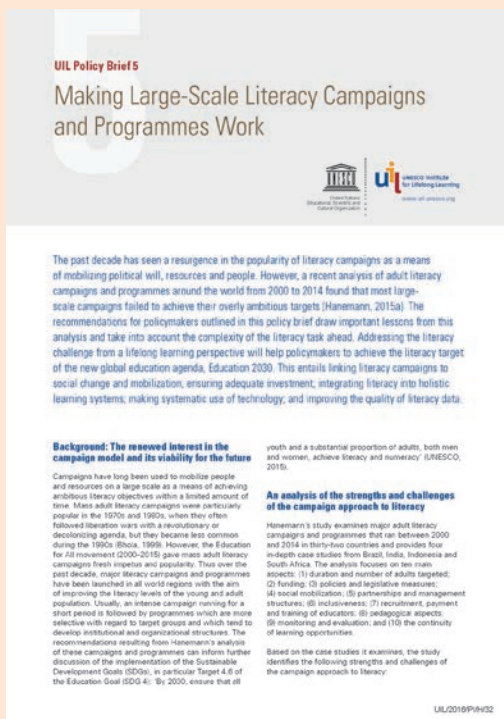 5
UIL Policy Brief 5
Making Large-Scale Literacy Campaigns
and Programmes Work
UNESCO
United Nations
Educational, Scientific and
Cultural Organization
uil
UNESCO Institute
for Lifelong Learning
www.uil.unesco.org
The past decade has seen a resurgence in the popularity of literacy campaigns as a means
of mobilizing political will, resources and people. However, a recent analysis of adult literacy
campaigns and programmes around the world from 2000 to 2014 found that most large-
scale campaigns failed to achieve their overly ambitious targets (Hanemann, 2015a). The
recommendations for policymakers outlined in this policy brief draw important lessons from this
analysis and take into account the complexity of the literacy task ahead. Addressing the literacy
challenge from a lifelong learning perspective will help policymakers to achieve the literacy target
of the new global education agenda, Education 2030. This entails linking literacy campaigns to
social change and mobilization, ensuring adequate investment; integrating literacy into holistic
learning systems; making systematic use of technology; and improving the quality of literacy data.
Background: The renewed interest in the
campaign model and its viability for the future
Campaigns have long been used to mobilize people
and resources on a large scale as a means of achieving
ambitious literacy objectives within a limited amount of
time. Mass adult literacy campaigns were particularly
popular in the 1970s and 1980s, when they often
followed liberation wars with a revolutionary or
decolonizing agenda, but they became less common
during the 1990s (Bhola, 1999). However, the Education
for All movement (2000–2015) gave mass adult literacy
campaigns fresh impetus and popularity. Thus over the
past decade, major literacy campaigns and programmes
have been launched in all world regions with the aim
of improving the literacy levels of the young and adult
population. Usually, an intense campaign running for a
short period is followed by programmes which are more
selective with regard to target groups and which tend to
develop institutional and organizational structures. The
recommendations resulting from Hanemann's analysis
of these campaigns and programmes can inform further
discussion of the implementation of the Sustainable
Development Goals (SDGs), in particular Target 4.6 of
the Education Goal (SDG 4): 'By 2030, ensure that all
youth and a substantial proportion of adults, both men
and women, achieve literacy and numeracy' (UNESCO,
2015).
An analysis of the strengths and challenges
of the campaign approach to literacy
Hanemann's study examines major adult literacy
campaigns and programmes that ran between 2000
and 2014 in thirty-two countries and provides four
in-depth case studies from Brazil, India, Indonesia and
South Africa. The analysis focuses on ten main
aspects: (1) duration and number of adults targeted;
(2) funding; (3) policies and legislative measures;
(4) social mobilization; (5) partnerships and management
structures; (6) inclusiveness; (7) recruitment, payment
and training of educators; (8) pedagogical aspects;
(9) monitoring and evaluation; and (10) the continuity
of learning opportunities.
Based on the case studies it examines, the study
identifies the following strengths and challenges of
the campaign approach to literacy:
UIL/2016/PI/H/32